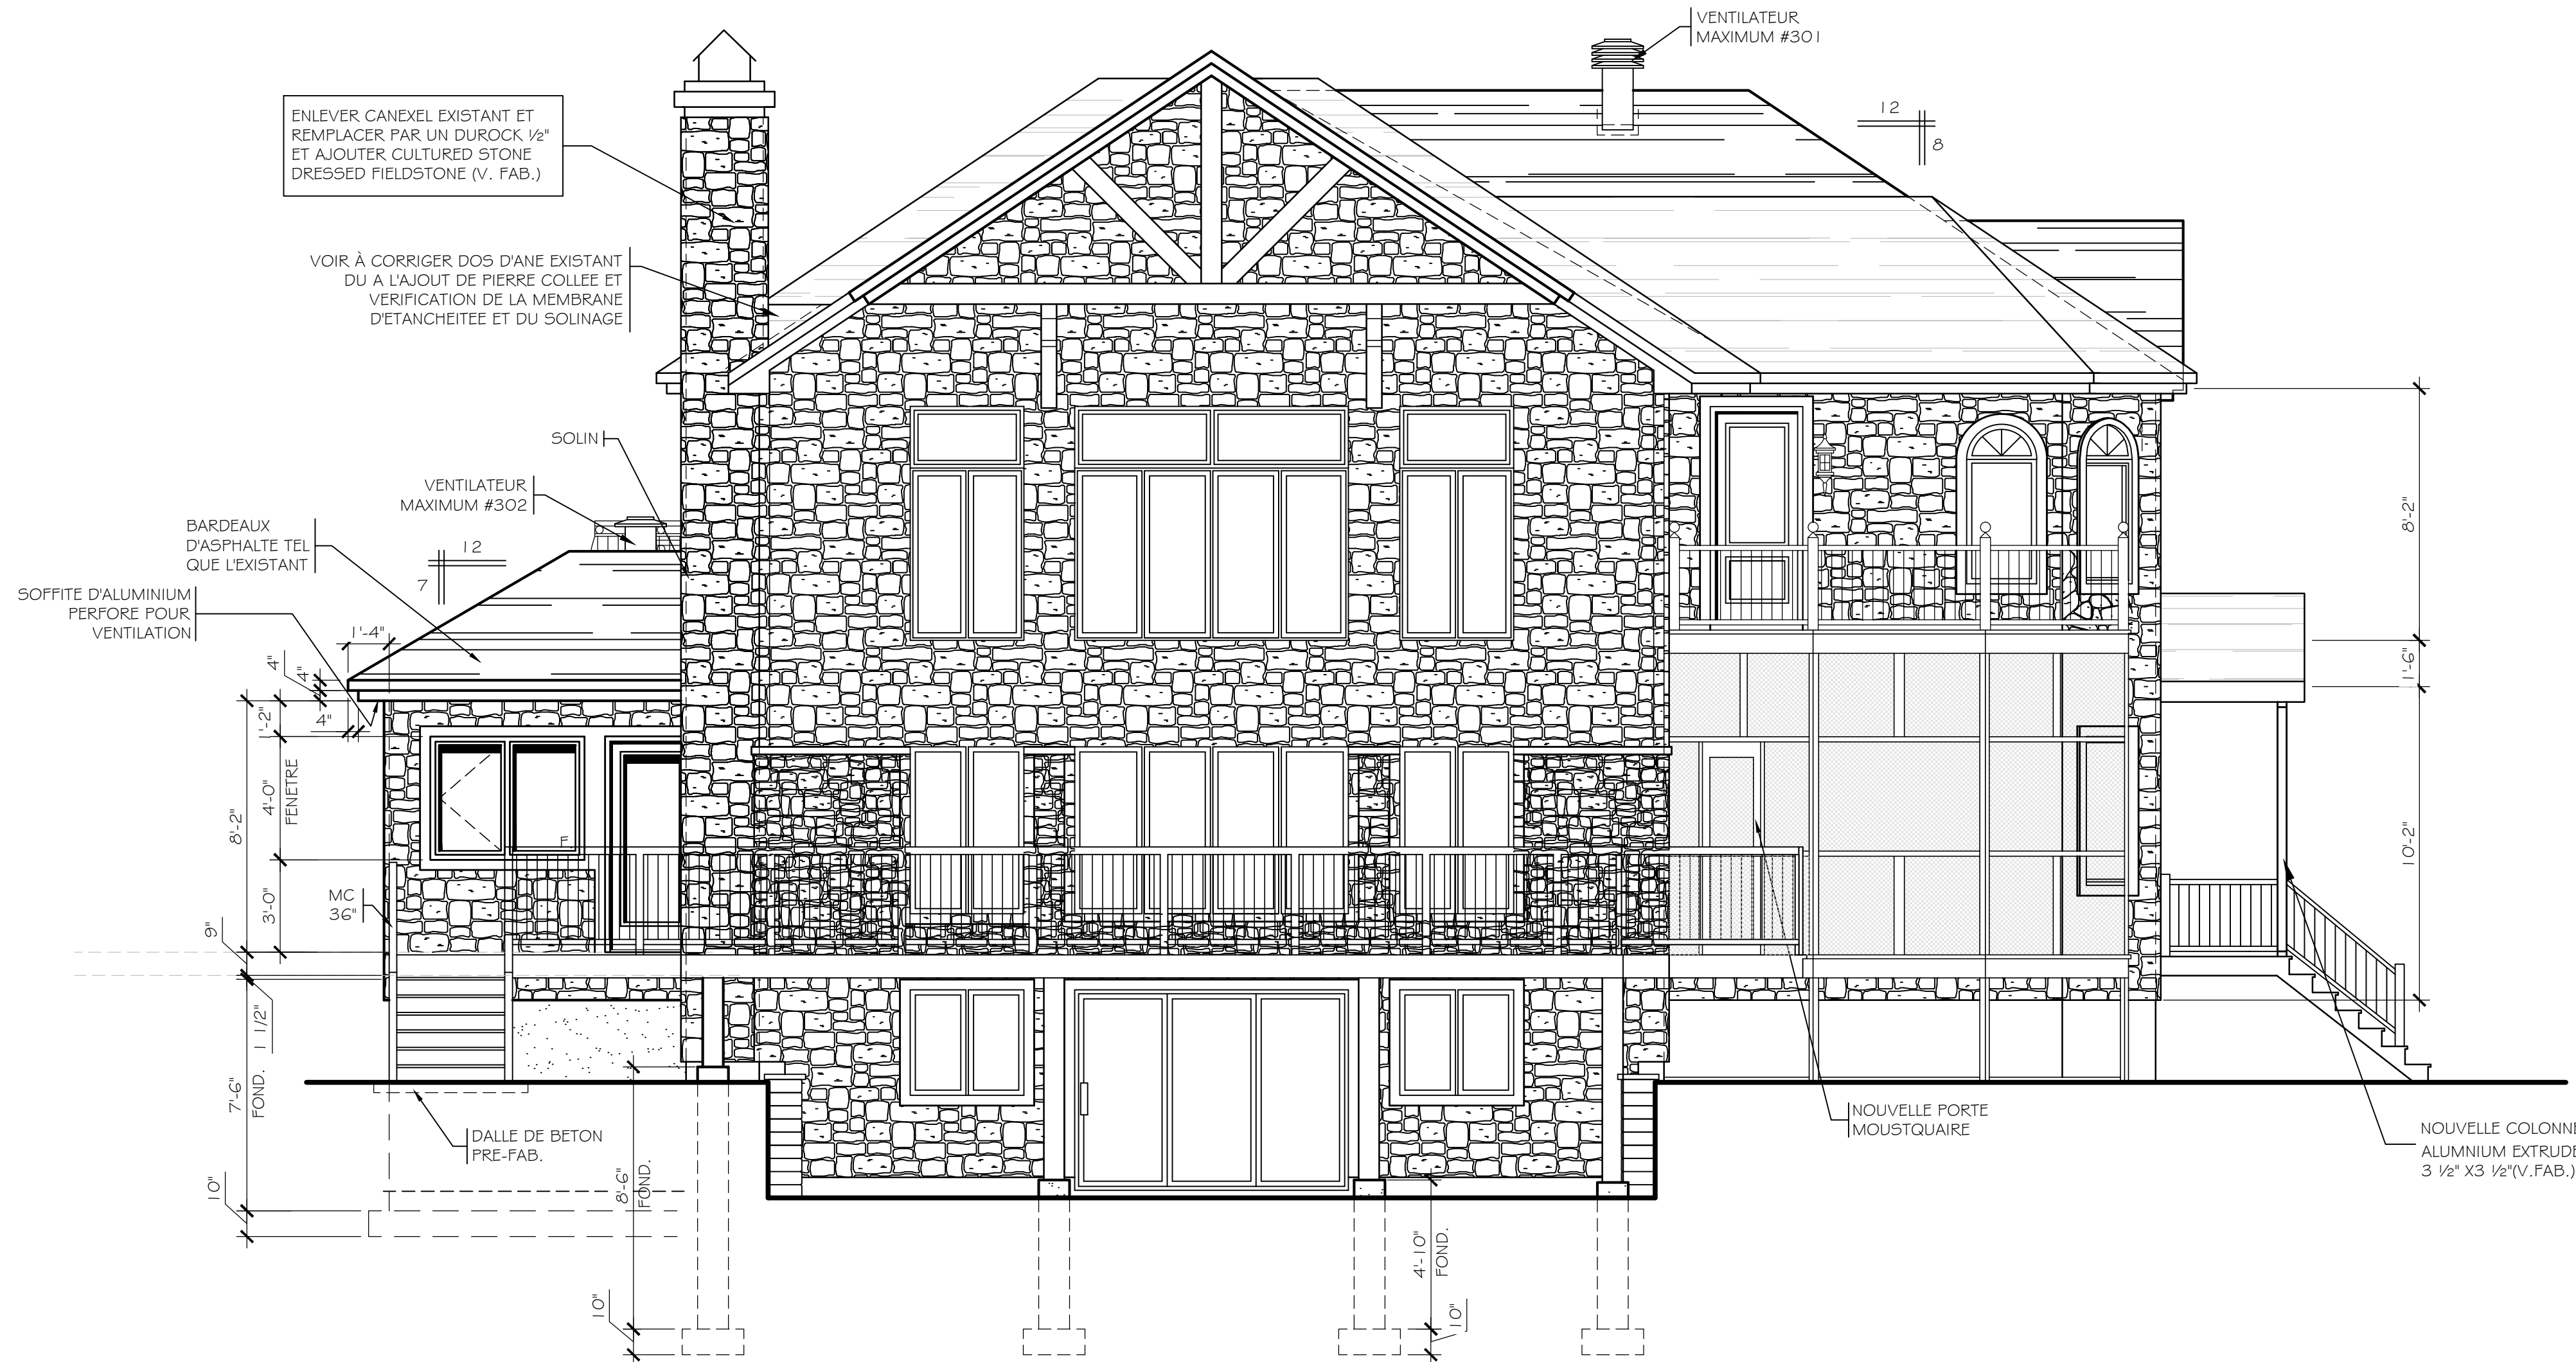 VENTILATEUR
MAXIMUM #301
12
8
ENLEVER CANEXEL EXISTANT ET
REMPLACER PAR UN DUROCK ½"
ET AJOUTER CULTURED STONE
DRESSED FIELDSTONE (V. FAB.)
VOIR À CORRIGER DOS D'ANE EXISTANT
DU A L'AJOUT DE PIERRE COLLEE ET
VERIFICATION DE LA MEMBRANE
D'ETANCHEITEE ET DU SOLINAGE
SOLIN
VENTILATEUR
MAXIMUM #302
BARDEAUX
D'ASPHALTE TEL
QUE L'EXISTANT
12
7
SOFFITE D'ALUMINIUM
PERFORE POUR
VENTILATION
1'-4"
4"
4"
4"
8'-2"
4'-0"
FENETRE
3'-0"
F
MC
36"
9"
1 1/2"
7'-6"
FOND.
10"
DALLE DE BETON
PRE-FAB.
8'-6"
FOND.
10"
4'-10"
FOND.
10"
8'-2"
1'-6"
10'-2"
NOUVELLE PORTE
MOUSTQUAIRE
NOUVELLE COLONNE
ALUMNIUM EXTRUDE
3 ½" X3 ½"(V.FAB.)